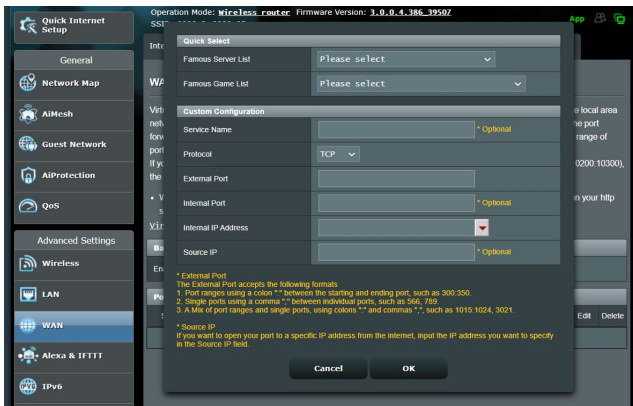 Operation Mode: Wireless router Firmware Version: 3.0.0.4.386_39507
App
Quick Internet
Setup
General
Network Map
AiMesh
Guest Network
AiProtection
QoS
Advanced Settings
Wireless
LAN
WAN
Alexa & IFTTT
IPv6
Quick Select
Famous Server List
Please select
Famous Game List
Please select
Custom Configuration
Service Name
* Optional
Protocol
TCP
External Port
Internal Port
* Optional
Internal IP Address
Source IP
* Optional
* External Port
The External Port accepts the following formats
1. Port ranges using a colon ":" between the starting and ending port, such as 300:350.
2. Single ports using a comma "," between individual ports, such as 566, 789.
3. A Mix of port ranges and single ports, using colons ":" and commas ",", such as 1015:1024, 3021.
* Source IP
If you want to open your port to a specific IP address from the internet, input the IP address you want to specify
in the Source IP field.
Cancel
OK
e local area
he port
range of
0200:10300),
n your http
Edit Delete